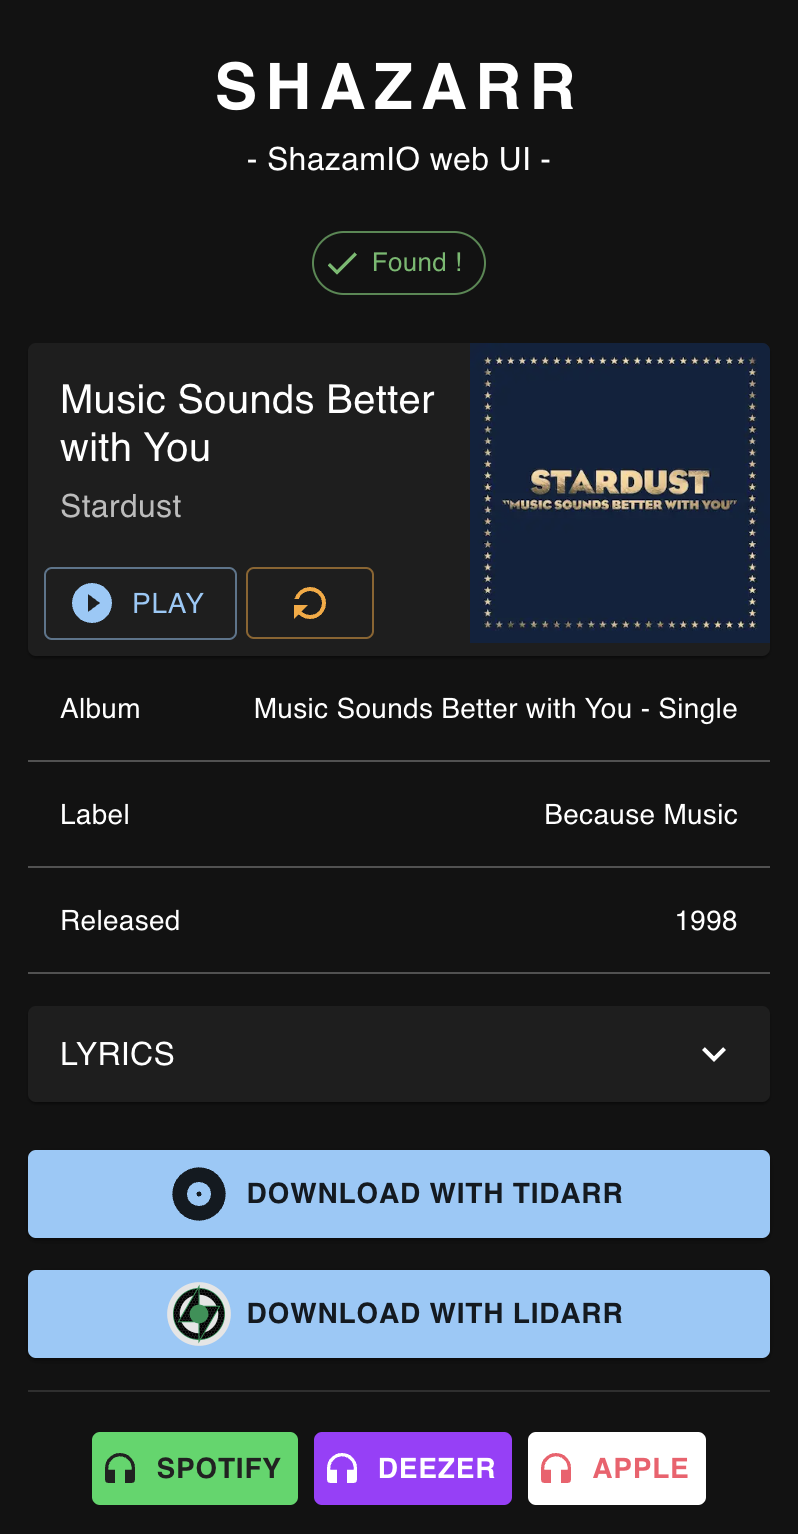 SHAZARR
- ShazamIO web UI -
Found !
Music Sounds Better
with You
Stardust
STARDUST
"MUSIC SOUNDS BETTER WITH YOU"
PLAY
Album Music Sounds Better with You - Single
Label Because Music
Released 1998
LYRICS
DOWNLOAD WITH TIDARR
DOWNLOAD WITH LIDARR
SPOTIFY DEEZER APPLE